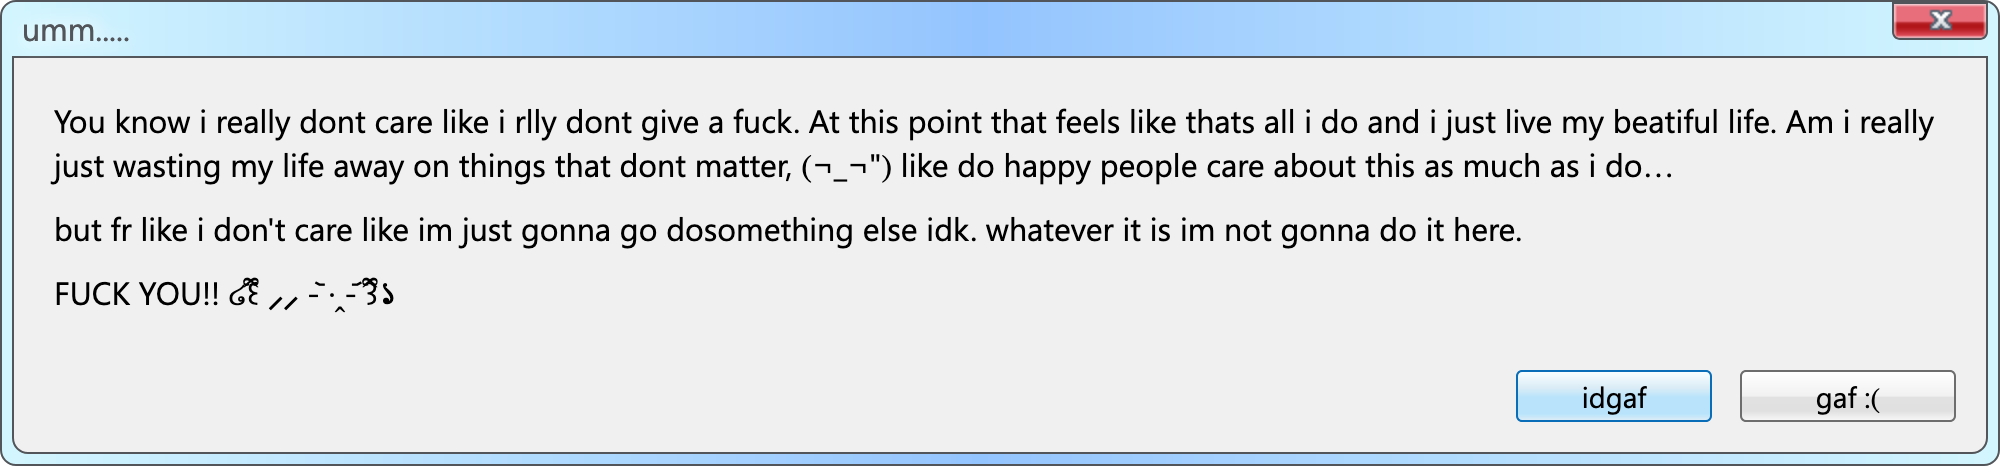 umm.....
You know i really dont care like i rlly dont give a fuck. At this point that feels like thats all i do and i just live my beatiful life. Am i really
just wasting my life away on things that dont matter, (¬_¬") like do happy people care about this as much as i do…
but fr like i don't care like im just gonna go dosomething else idk. whatever it is im not gonna do it here.
FUCK YOU!!
idgaf
gaf :(